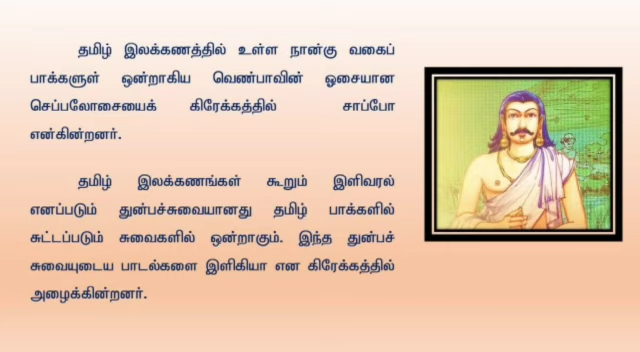 தமிழ் இலக்கணத்தில் உள்ள நான்கு வகைப்
பாக்களுள் ஒன்றாகிய வெண்பாவின் ஓசையான
செப்பலோசையைக் கிரேக்கத்தில் சாப்போ
என்கின்றனர்.
தமிழ் இலக்கணங்கள் கூறும் இளிவரல்
எனப்படும் துன்பச்சுவையானது தமிழ் பாக்களில்
சுட்டப்படும் சுவைகளில் ஒன்றாகும். இந்த துன்பச்
சுவையுடைய பாடல்களை இளிகியா என கிரேக்கத்தில்
அழைக்கின்றனர்.